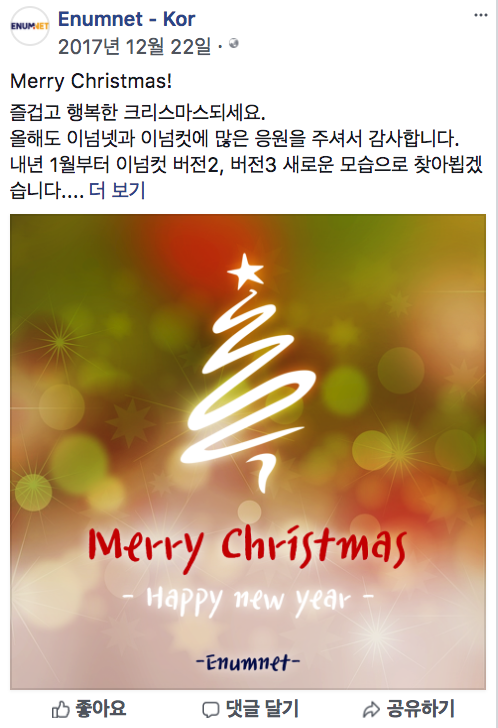 ENUMNET
Enumnet - Kor
2017년 12월 22일 ·
Merry Christmas!
즐겁고 행복한 크리스마스되세요.
올해도 이넘넷과 이넘컷에 많은 응원을 주셔서 감사합니다.
내년 1월부터 이넘컷 버전2, 버전3 새로운 모습으로 찾아뵙겠
습니다.... 더 보기
Merry Christmas
- Happy new year -
-Enumnet-
좋아요 댓글 달기 공유하기